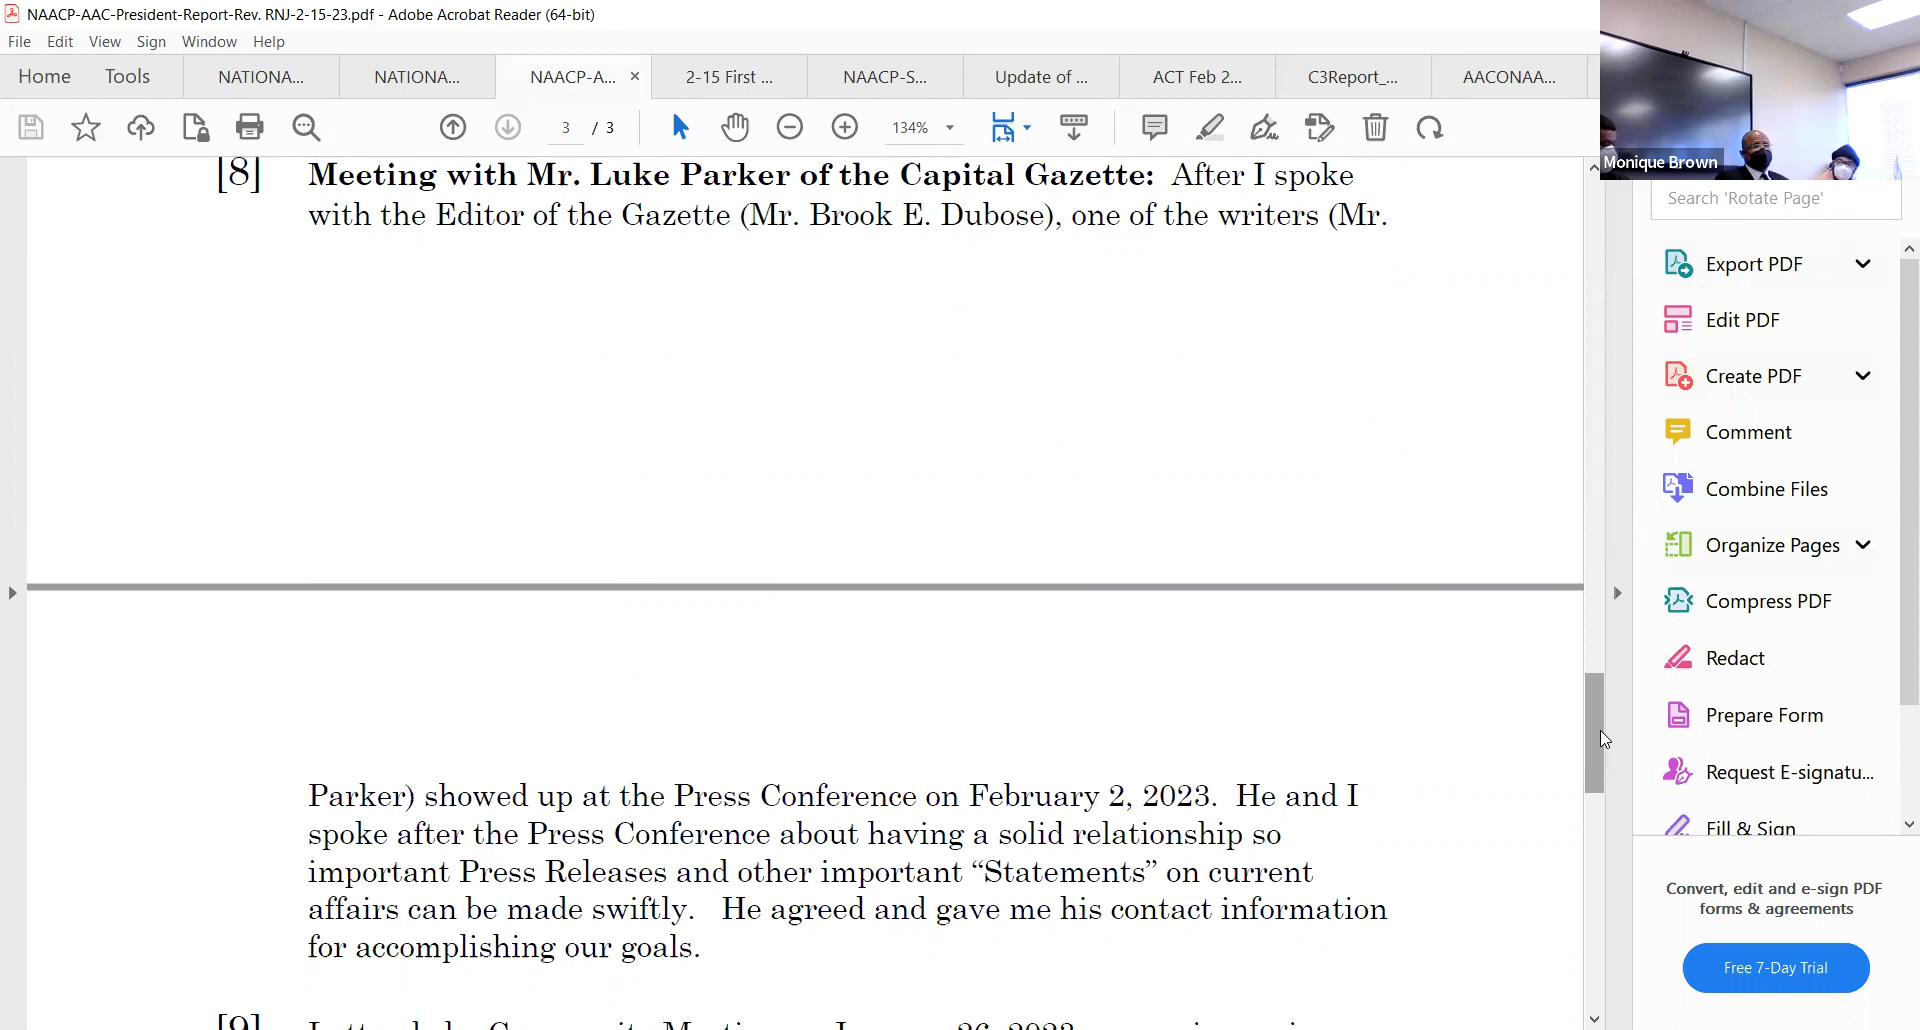 NAACP-AAC-President-Report-Rev. RNJ-2-15-23.pdf - Adobe Acrobat Reader (64-bit)
File Edit View Sign Window Help
Home Tools NATIONA... NATIONA... NAACP-A... × 2-15 First ... NAACP-S... Update of ... ACT Feb 2... C3Report_... AACONAA...
3 / 3 134%
Monique Brown
[8] Meeting with Mr. Luke Parker of the Capital Gazette: After I spoke
with the Editor of the Gazette (Mr. Brook E. Dubose), one of the writers (Mr.
Parker) showed up at the Press Conference on February 2, 2023. He and I
spoke after the Press Conference about having a solid relationship so
important Press Releases and other important “Statements” on current
affairs can be made swiftly. He agreed and gave me his contact information
for accomplishing our goals.
[9]
Search 'Rotate Page'
Export PDF
Edit PDF
Create PDF
Comment
Combine Files
Organize Pages
Compress PDF
Redact
Prepare Form
Request E-signatu...
Fill & Sign
Convert, edit and e-sign PDF
forms & agreements
Free 7-Day Trial